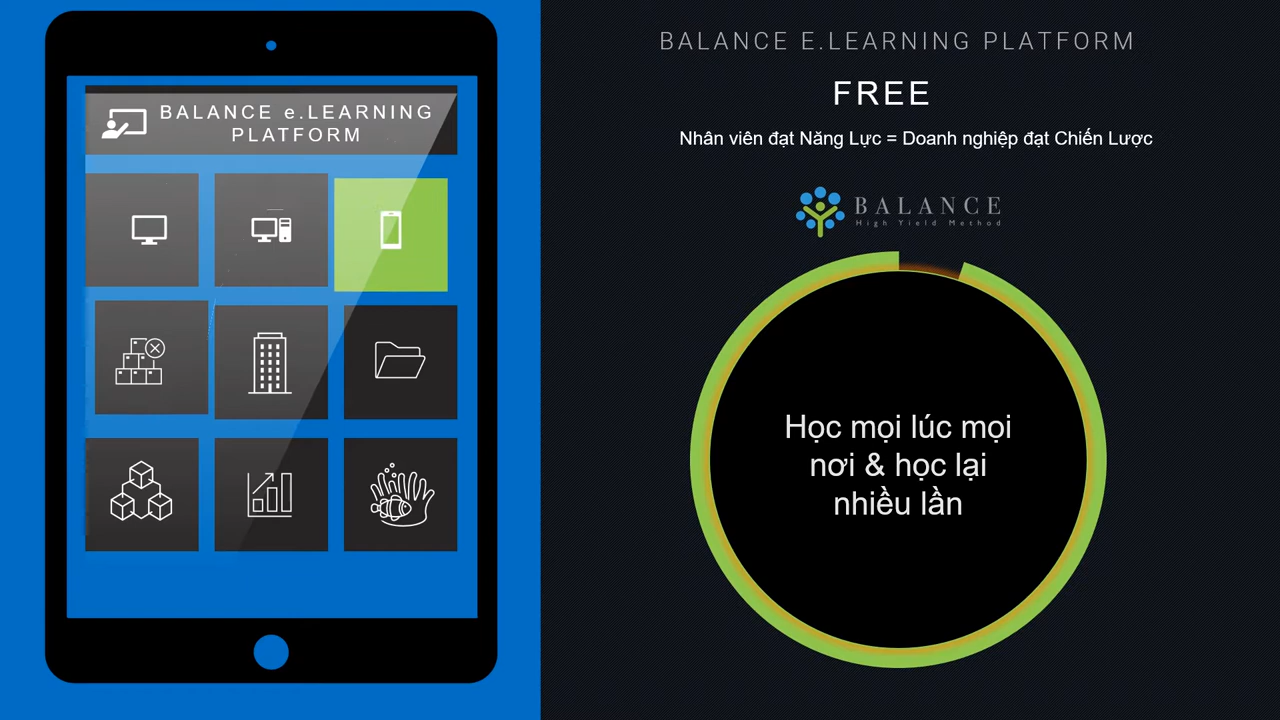 BALANCE e.LEARNING
PLATFORM
BALANCE E.LEARNING PLATFORM
FREE
Nhân viên đạt Năng Lực = Doanh nghiệp đạt Chiến Lược
BALANCE
High Yield Method
Học mọi lúc mọi
nơi & học lại
nhiều lần